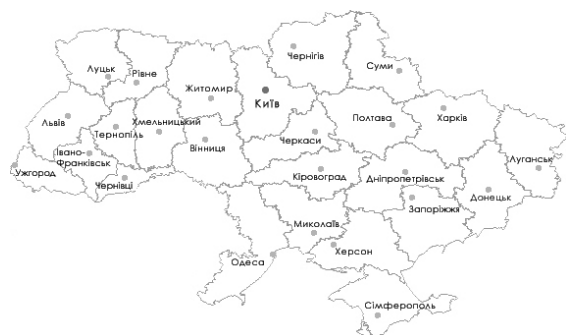 Чернігів
Суми
Луцьк
Рівне
Житомир
Київ
Львів
Тернопіль
Хмельницький
Вінниця
Черкаси
Полтава
Харків
Івано-
Франківськ
Ужгород
Чернівці
Кіровоград
Дніпропетрівськ
Луганськ
Донецьк
Запоріжжя
Миколаїв
Херсон
Одеса
Сімферополь